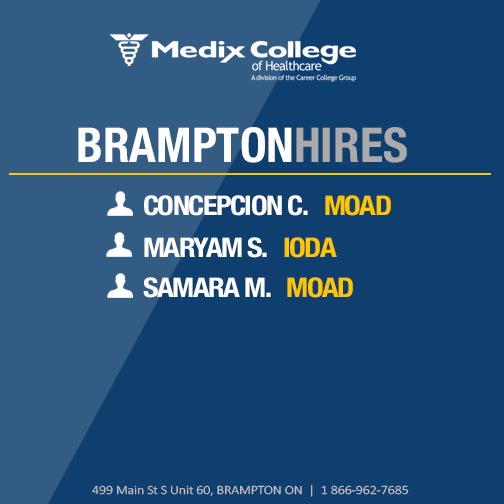 Medix College
of Healthcare
A division of the Career College Group
BRAMPTONHIRES
CONCEPCION C. MOAD
MARYAM S. IODA
SAMARA M. MOAD
499 Main St S Unit 60, BRAMPTON ON | 1 866-962-7685